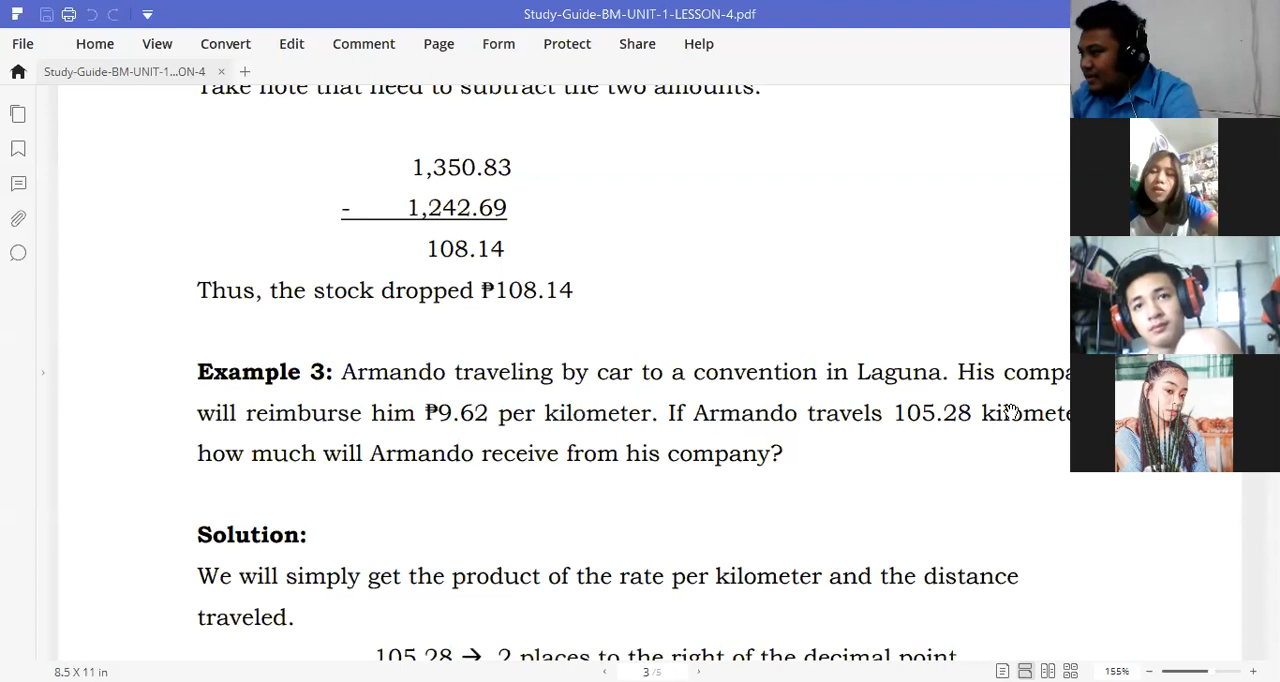 Study-Guide-BM-UNIT-1-LESSON-4.pdf
File Home View Convert Edit Comment Page Form Protect Share Help
Study-Guide-BM-UNIT-1...ON-4 × +
Take note that need to subtract the two amounts.
1,350.83
- 1,242.69
108.14
Thus, the stock dropped ₱108.14
Example 3: Armando traveling by car to a convention in Laguna. His compa
will reimburse him ₱9.62 per kilometer. If Armando travels 105.28 kilomete
how much will Armando receive from his company?
Solution:
We will simply get the product of the rate per kilometer and the distance
traveled.
105.28 → 2 places to the right of the decimal point
8.5 X 11 in 3 /5 155%